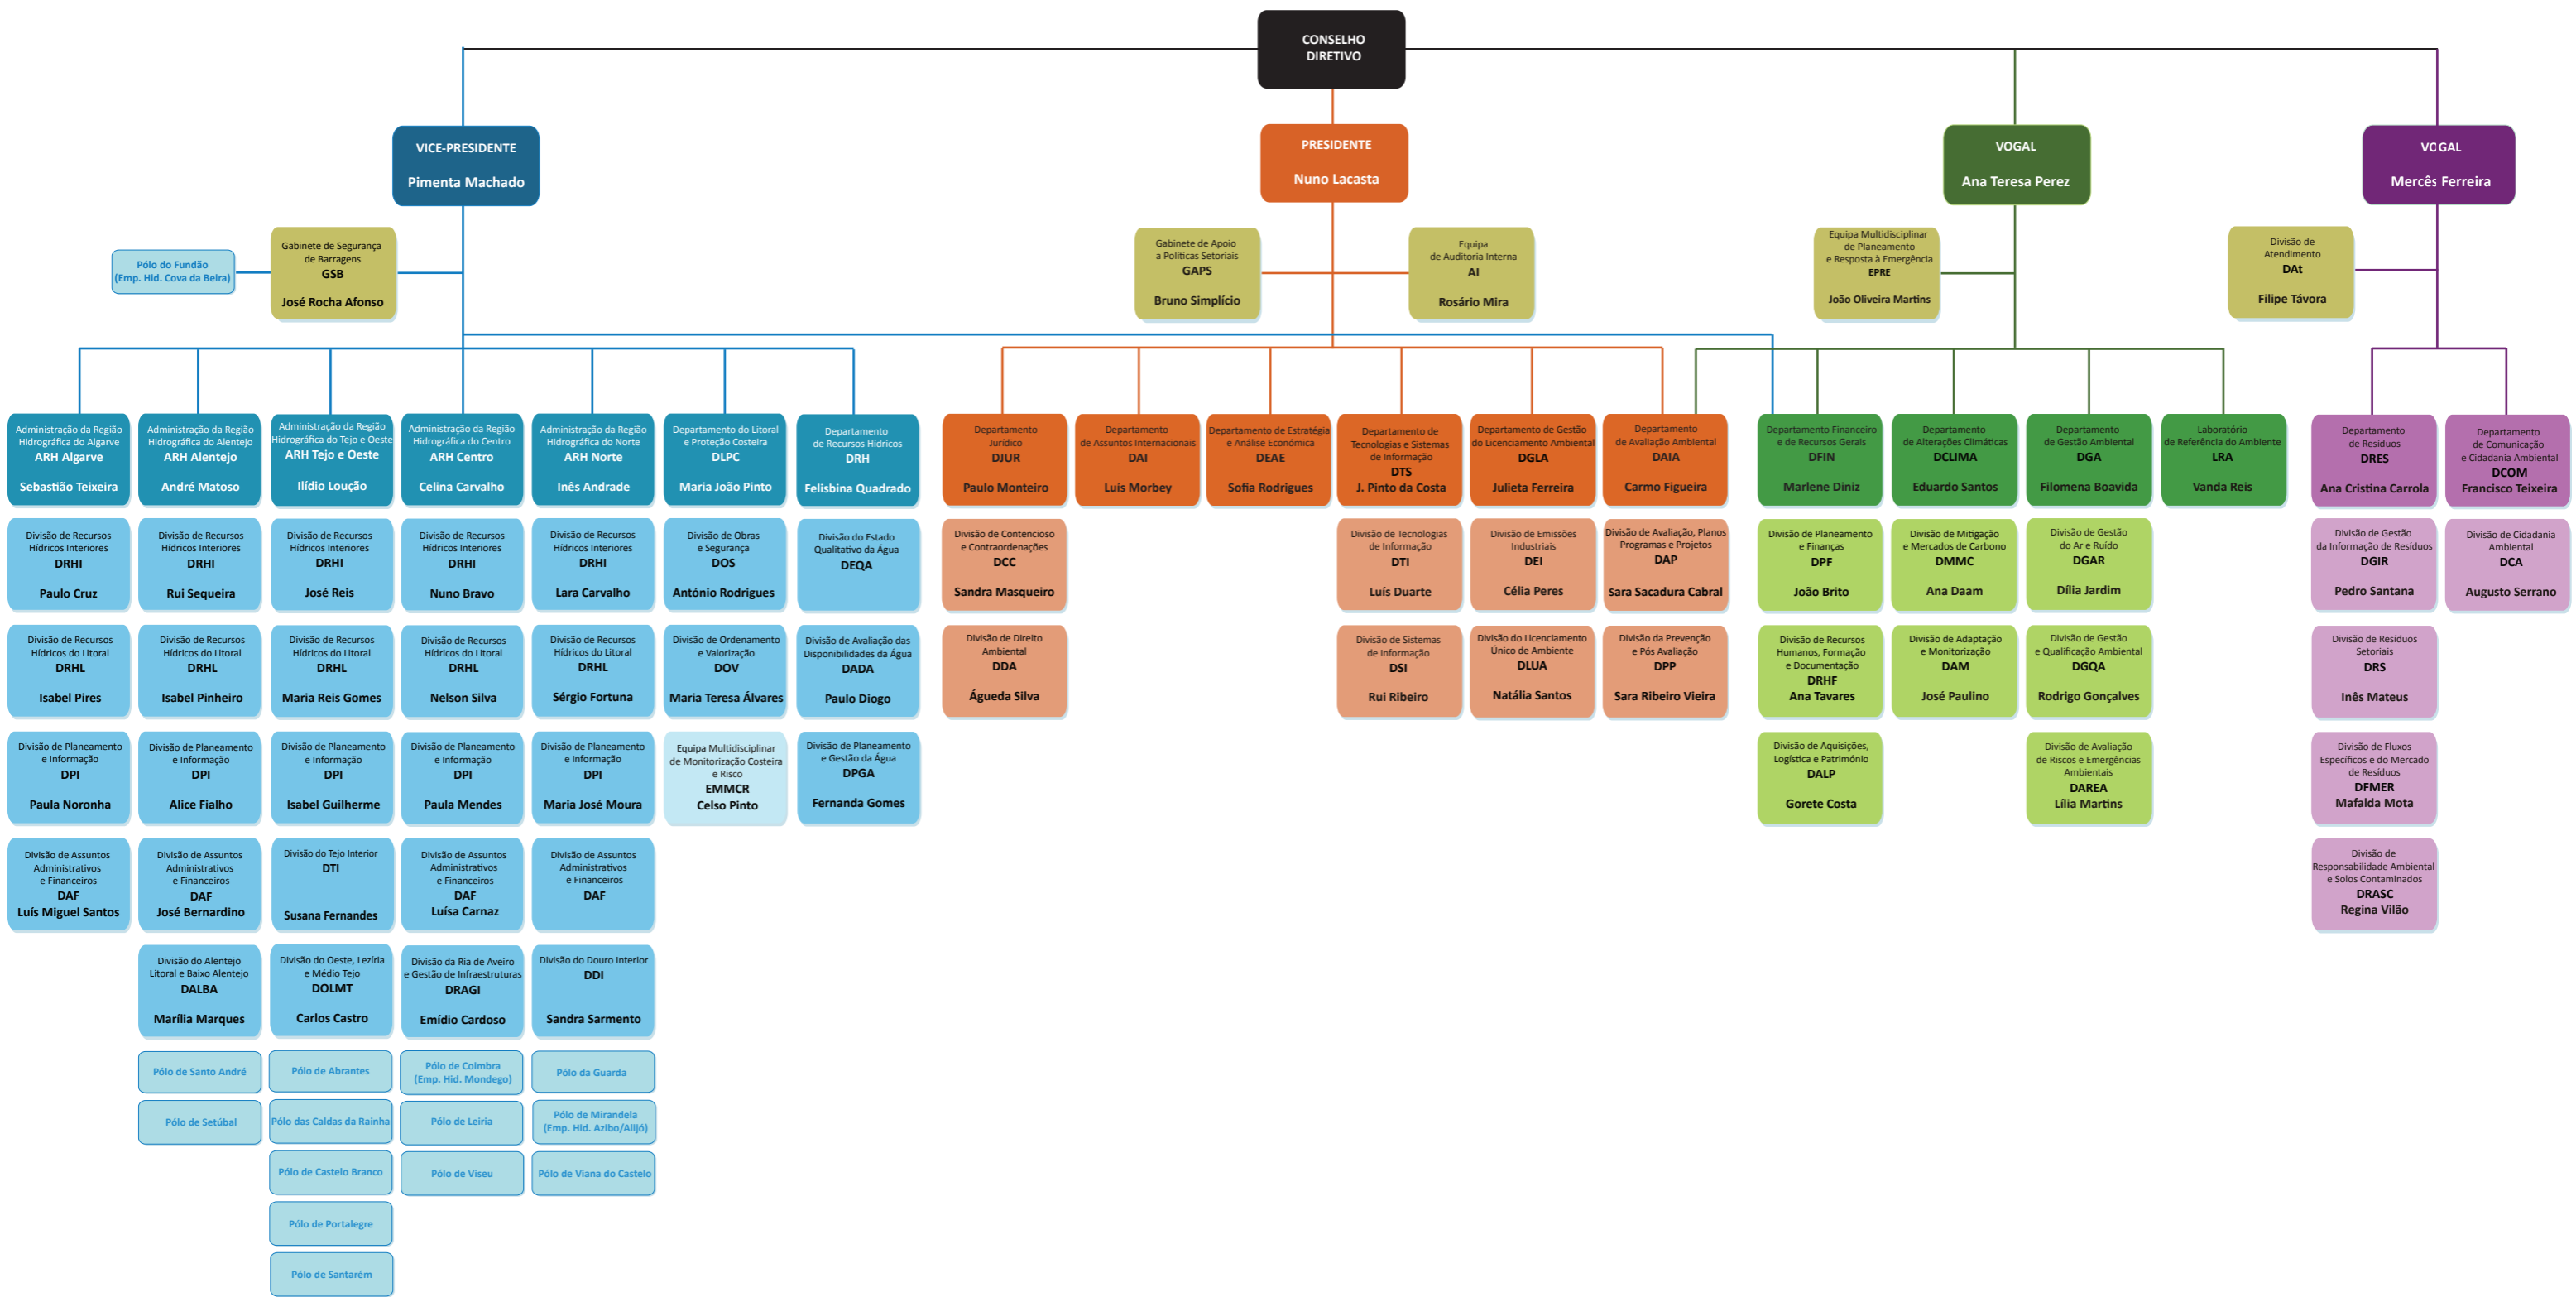 CONSELHO
DIRETIVO
VICE-PRESIDENTE
Pimenta Machado
PRESIDENTE
Nuno Lacasta
VOGAL
Ana Teresa Perez
VOGAL
Mercês Ferreira
Pólo do Fundão
(Emp. Hid. Cova da Beira)
Gabinete de Segurança
de Barragens
GSB
José Rocha Afonso
Gabinete de Apoio
a Políticas Setoriais
GAPS
Bruno Simplício
Equipa
de Auditoria Interna
AI
Rosário Mira
Equipa Multidisciplinar
de Planeamento
e Resposta à Emergência
EPRE
João Oliveira Martins
Divisão de
Atendimento
DAt
Filipe Távora
Administração da Região
Hidrográfica do Algarve
ARH Algarve
Sebastião Teixeira
Administração da Região
Hidrográfica do Alentejo
ARH Alentejo
André Matoso
Administração da Região
Hidrográfica do Tejo e Oeste
ARH Tejo e Oeste
Ilídio Loução
Administração da Região
Hidrográfica do Centro
ARH Centro
Celina Carvalho
Administração da Região
Hidrográfica do Norte
ARH Norte
Inês Andrade
Departamento do Litoral
e Proteção Costeira
DLPC
Maria João Pinto
Departamento
de Recursos Hídricos
DRH
Felisbina Quadrado
Departamento
Jurídico
DJUR
Paulo Monteiro
Departamento
de Assuntos Internacionais
DAI
Luís Morbey
Departamento de Estratégia
e Análise Económica
DEAE
Sofia Rodrigues
Departamento de
Tecnologias e Sistemas
de Informação
DTS
J. Pinto da Costa
Departamento de Gestão
do Licenciamento Ambiental
DGLA
Julieta Ferreira
Departamento
de Avaliação Ambiental
DAIA
Carmo Figueira
Departamento Financeiro
e de Recursos Gerais
DFIN
Marlene Diniz
Departamento
de Alterações Climáticas
DCLIMA
Eduardo Santos
Departamento
de Gestão Ambiental
DGA
Filomena Boavida
Laboratório
de Referência do Ambiente
LRA
Vanda Reis
Departamento
de Resíduos
DRES
Ana Cristina Carrola
Departamento
de Comunicação
e Cidadania Ambiental
DCOM
Francisco Teixeira
Divisão de Recursos
Hídricos Interiores
DRHI
Paulo Cruz
Divisão de Recursos
Hídricos Interiores
DRHI
Rui Sequeira
Divisão de Recursos
Hídricos Interiores
DRHI
José Reis
Divisão de Recursos
Hídricos Interiores
DRHI
Nuno Bravo
Divisão de Recursos
Hídricos Interiores
DRHI
Lara Carvalho
Divisão de Obras
e Segurança
DOS
António Rodrigues
Divisão do Estado
Qualitativo da Água
DEQA
Divisão de Contencioso
e Contraordenações
DCC
Sandra Masqueiro
Divisão de Tecnologias
de Informação
DTI
Luís Duarte
Divisão de Emissões
Industriais
DEI
Célia Peres
Divisão de Avaliação, Planos
Programas e Projetos
DAP
Sara Sacadura Cabral
Divisão de Planeamento
e Finanças
DPF
João Brito
Divisão de Mitigação
e Mercados de Carbono
DMMC
Ana Daam
Divisão de Gestão
do Ar e Ruído
DGAR
Dília Jardim
Divisão de Gestão
da Informação de Resíduos
DGIR
Pedro Santana
Divisão de Cidadania
Ambiental
DCA
Augusto Serrano
Divisão de Recursos
Hídricos do Litoral
DRHL
Isabel Pires
Divisão de Recursos
Hídricos do Litoral
DRHL
Isabel Pinheiro
Divisão de Recursos
Hídricos do Litoral
DRHL
Maria Reis Gomes
Divisão de Recursos
Hídricos do Litoral
DRHL
Nelson Silva
Divisão de Recursos
Hídricos do Litoral
DRHL
Sérgio Fortuna
Divisão de Ordenamento
e Valorização
DOV
Maria Teresa Álvares
Divisão de Avaliação das
Disponibilidades da Água
DADA
Paulo Diogo
Divisão de Direito
Ambiental
DDA
Águeda Silva
Divisão de Sistemas
de Informação
DSI
Rui Ribeiro
Divisão do Licenciamento
Único de Ambiente
DLUA
Natália Santos
Divisão da Prevenção
e Pós Avaliação
DPP
Sara Ribeiro Vieira
Divisão de Recursos
Humanos, Formação
e Documentação
DRHF
Ana Tavares
Divisão de Adaptação
e Monitorização
DAM
José Paulino
Divisão de Gestão
e Qualificação Ambiental
DGQA
Rodrigo Gonçalves
Divisão de Resíduos
Setoriais
DRS
Inês Mateus
Divisão de Planeamento
e Informação
DPI
Paula Noronha
Divisão de Planeamento
e Informação
DPI
Alice Fialho
Divisão de Planeamento
e Informação
DPI
Isabel Guilherme
Divisão de Planeamento
e Informação
DPI
Paula Mendes
Divisão de Planeamento
e Informação
DPI
Maria José Moura
Equipa Multidisciplinar
de Monitorização Costeira
e Risco
EMMCR
Celso Pinto
Divisão de Planeamento
e Gestão da Água
DPGA
Fernanda Gomes
Divisão de Aquisições,
Logística e Património
DALP
Gorete Costa
Divisão de Avaliação
de Riscos e Emergências
Ambientais
DAREA
Lília Martins
Divisão de Fluxos
Específicos e do Mercado
de Resíduos
DFMER
Mafalda Mota
Divisão de Assuntos
Administrativos
e Financeiros
DAF
Luís Miguel Santos
Divisão de Assuntos
Administrativos
e Financeiros
DAF
José Bernardino
Divisão do Tejo Interior
DTI
Susana Fernandes
Divisão de Assuntos
Administrativos
e Financeiros
DAF
Luísa Carnaz
Divisão de Assuntos
Administrativos
e Financeiros
DAF
Divisão de
Responsabilidade Ambiental
e Solos Contaminados
DRASC
Regina Vilão
Divisão do Alentejo
Litoral e Baixo Alentejo
DALBA
Marília Marques
Divisão do Oeste, Lezíria
e Médio Tejo
DOLMT
Carlos Castro
Divisão da Ria de Aveiro
e Gestão de Infraestruturas
DRAGI
Emídio Cardoso
Divisão do Douro Interior
DDI
Sandra Sarmento
Pólo de Santo André
Pólo de Abrantes
Pólo de Coimbra
(Emp. Hid. Mondego)
Pólo da Guarda
Pólo de Setúbal
Pólo das Caldas da Rainha
Pólo de Leiria
Pólo de Mirandela
(Emp. Hid. Azibo/Alijó)
Pólo de Castelo Branco
Pólo de Viseu
Pólo de Viana do Castelo
Pólo de Portalegre
Pólo de Santarém